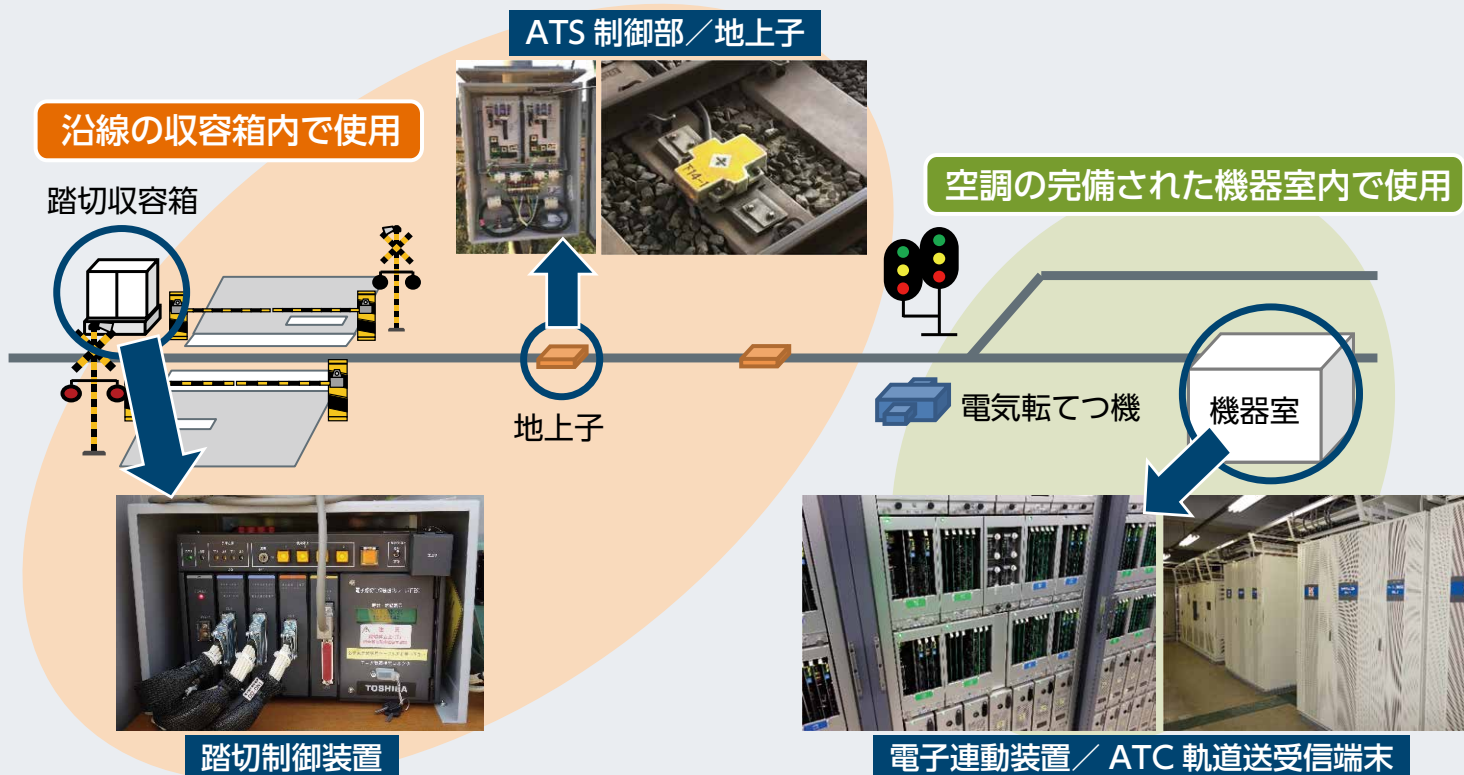 ATS 制御部／地上子
沿線の収容箱内で使用
踏切収容箱
F14-1
空調の完備された機器室内で使用
地上子
電気転てつ機
機器室
TOSHIBA
踏切制御装置
電子連動装置／ ATC 軌道送受信端末